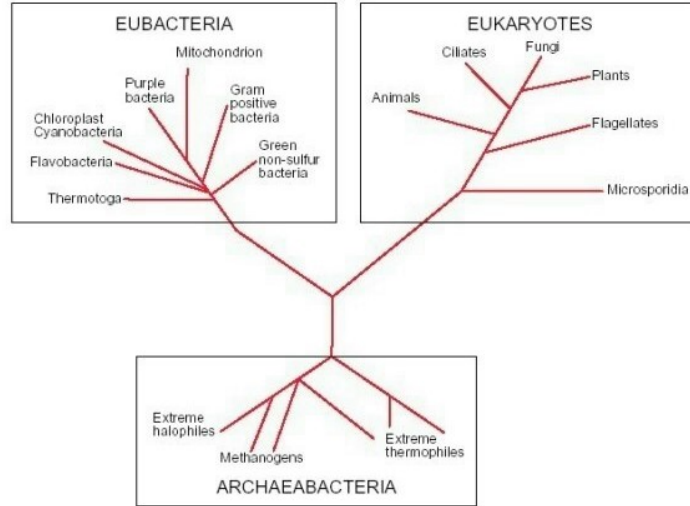 EUBACTERIA
Mitochondrion
Purple
bacteria
Gram
positive
bacteria
Chloroplast
Cyanobacteria
Green
non-sulfur
bacteria
Flavobacteria
Thermotoga
EUKARYOTES
Fungi
Ciliates
Plants
Animals
Flagellates
Microsporidia
Extreme
halophiles
Methanogens
Extreme
thermophiles
ARCHAEABACTERIA